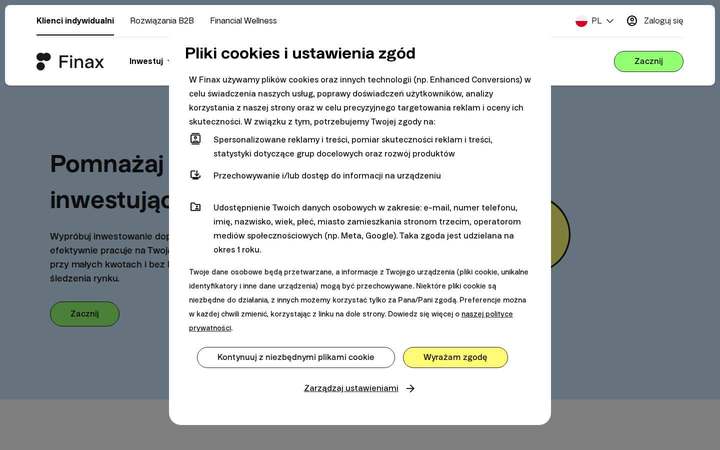 Klienci indywidualni
Rozwiązania B2B
Financial Wellness
PL
Zaloguj się
Finax
Inwestuj
Zacznij
Pomnażaj
inwestując
Wypróbuj inwestowanie
efektywnie pracuje na
przy małych kwotach i bez
śledzenia rynku.
Zacznij
Pliki cookies i ustawienia zgód
W Finax używamy plików cookies oraz innych technologii (np. Enhanced Conversions) w
celu świadczenia naszych usług, poprawy doświadczeń użytkowników, analizy
korzystania z naszej strony oraz w celu precyzyjnego targetowania reklam i oceny ich
skuteczności. W związku z tym, potrzebujemy Twojej zgody na:
Spersonalizowane reklamy i treści, pomiar skuteczności reklam i treści,
statystyki dotyczące grup docelowych oraz rozwój produktów
Przechowywanie i/lub dostęp do informacji na urządzeniu
Udostępnienie Twoich danych osobowych w zakresie: e-mail, numer telefonu,
imię, nazwisko, wiek, płeć, miasto zamieszkania stronom trzecim, operatorom
mediów społecznościowych (np. Meta, Google). Taka zgoda jest udzielana na
okres 1 roku.
Twoje dane osobowe będą przetwarzane, a informacje z Twojego urządzenia (pliki cookie, unikalne
identyfikatory i inne dane urządzenia) mogą być przechowywane. Niektóre pliki cookie są
niezbędne do działania, z innych możemy korzystać tylko za Pana/Pani zgodą. Preferencje można
w każdej chwili zmienić, korzystając z linku na dole strony. Dowiedz się więcej o naszej polityce
prywatności.
Kontynuuj z niezbędnymi plikami cookie
Wyrażam zgodę
Zarządzaj ustawieniami